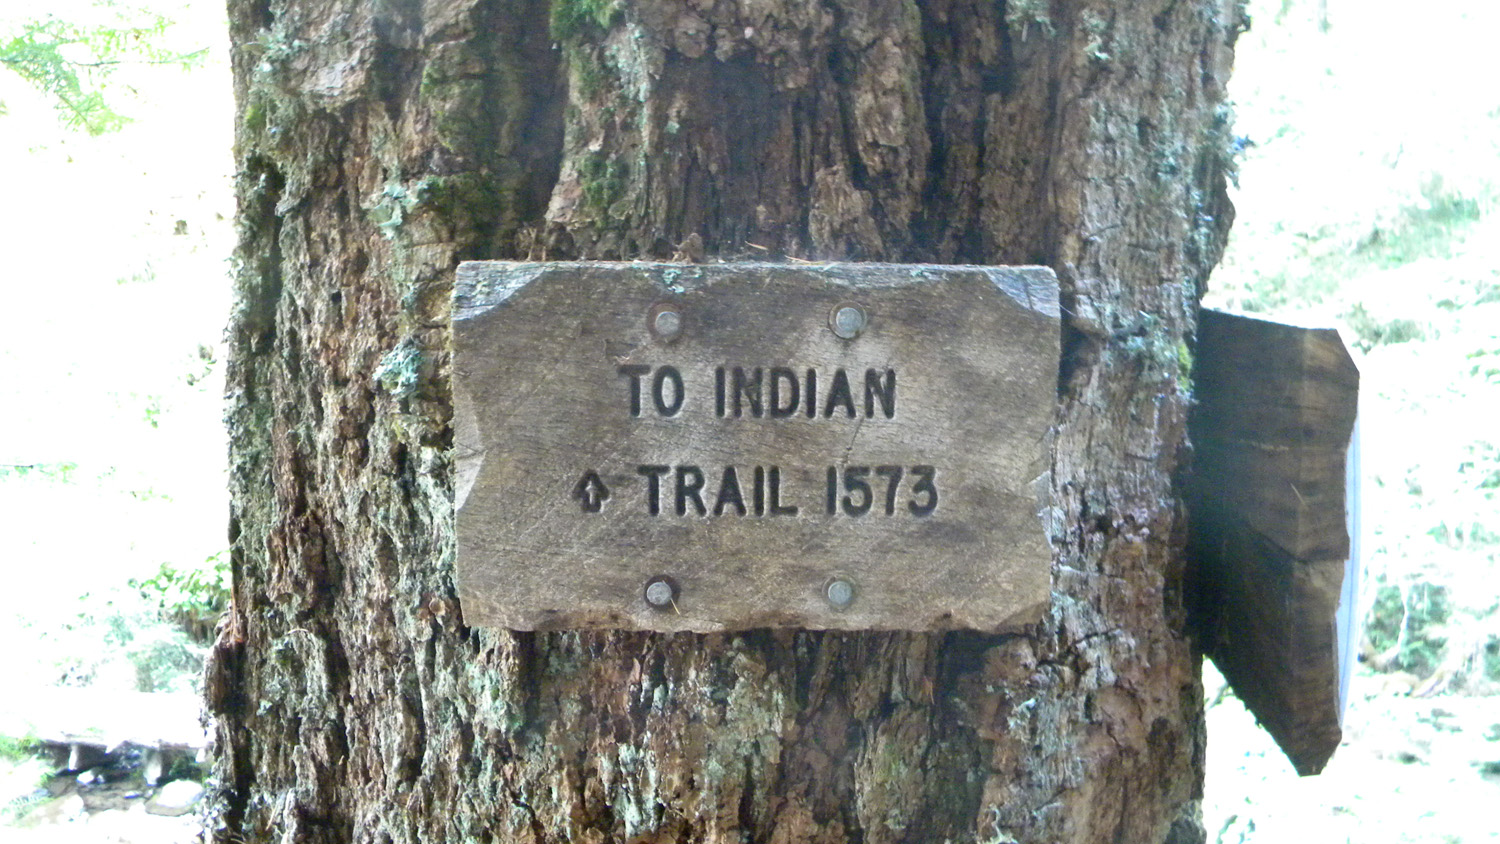 TO INDIAN
⇧ TRAIL 1573